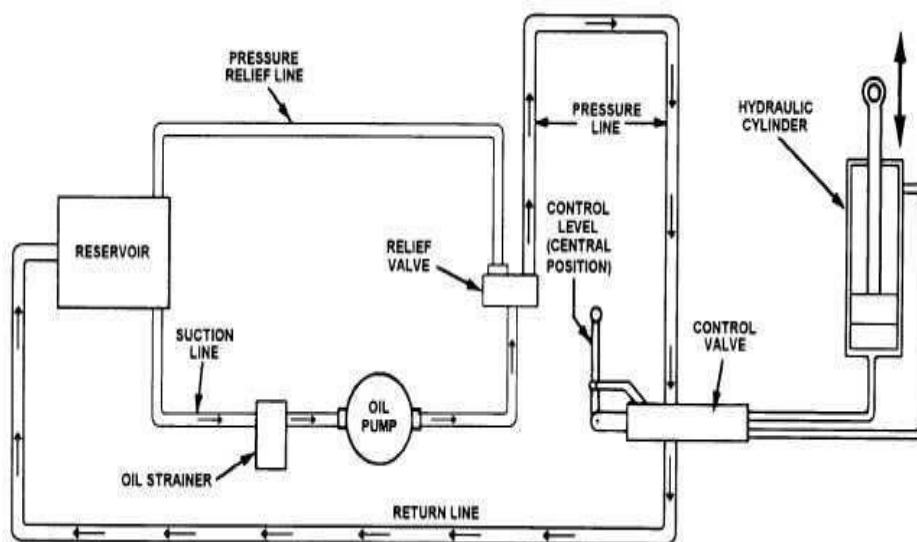 PRESSURE
RELIEF LINE
PRESSURE
LINE
HYDRAULIC
CYLINDER
RESERVOIR
RELIEF
VALVE
CONTROL
LEVEL
(CENTRAL
POSITION)
SUCTION
LINE
CONTROL
VALVE
OIL
PUMP
OIL STRAINER
RETURN LINE